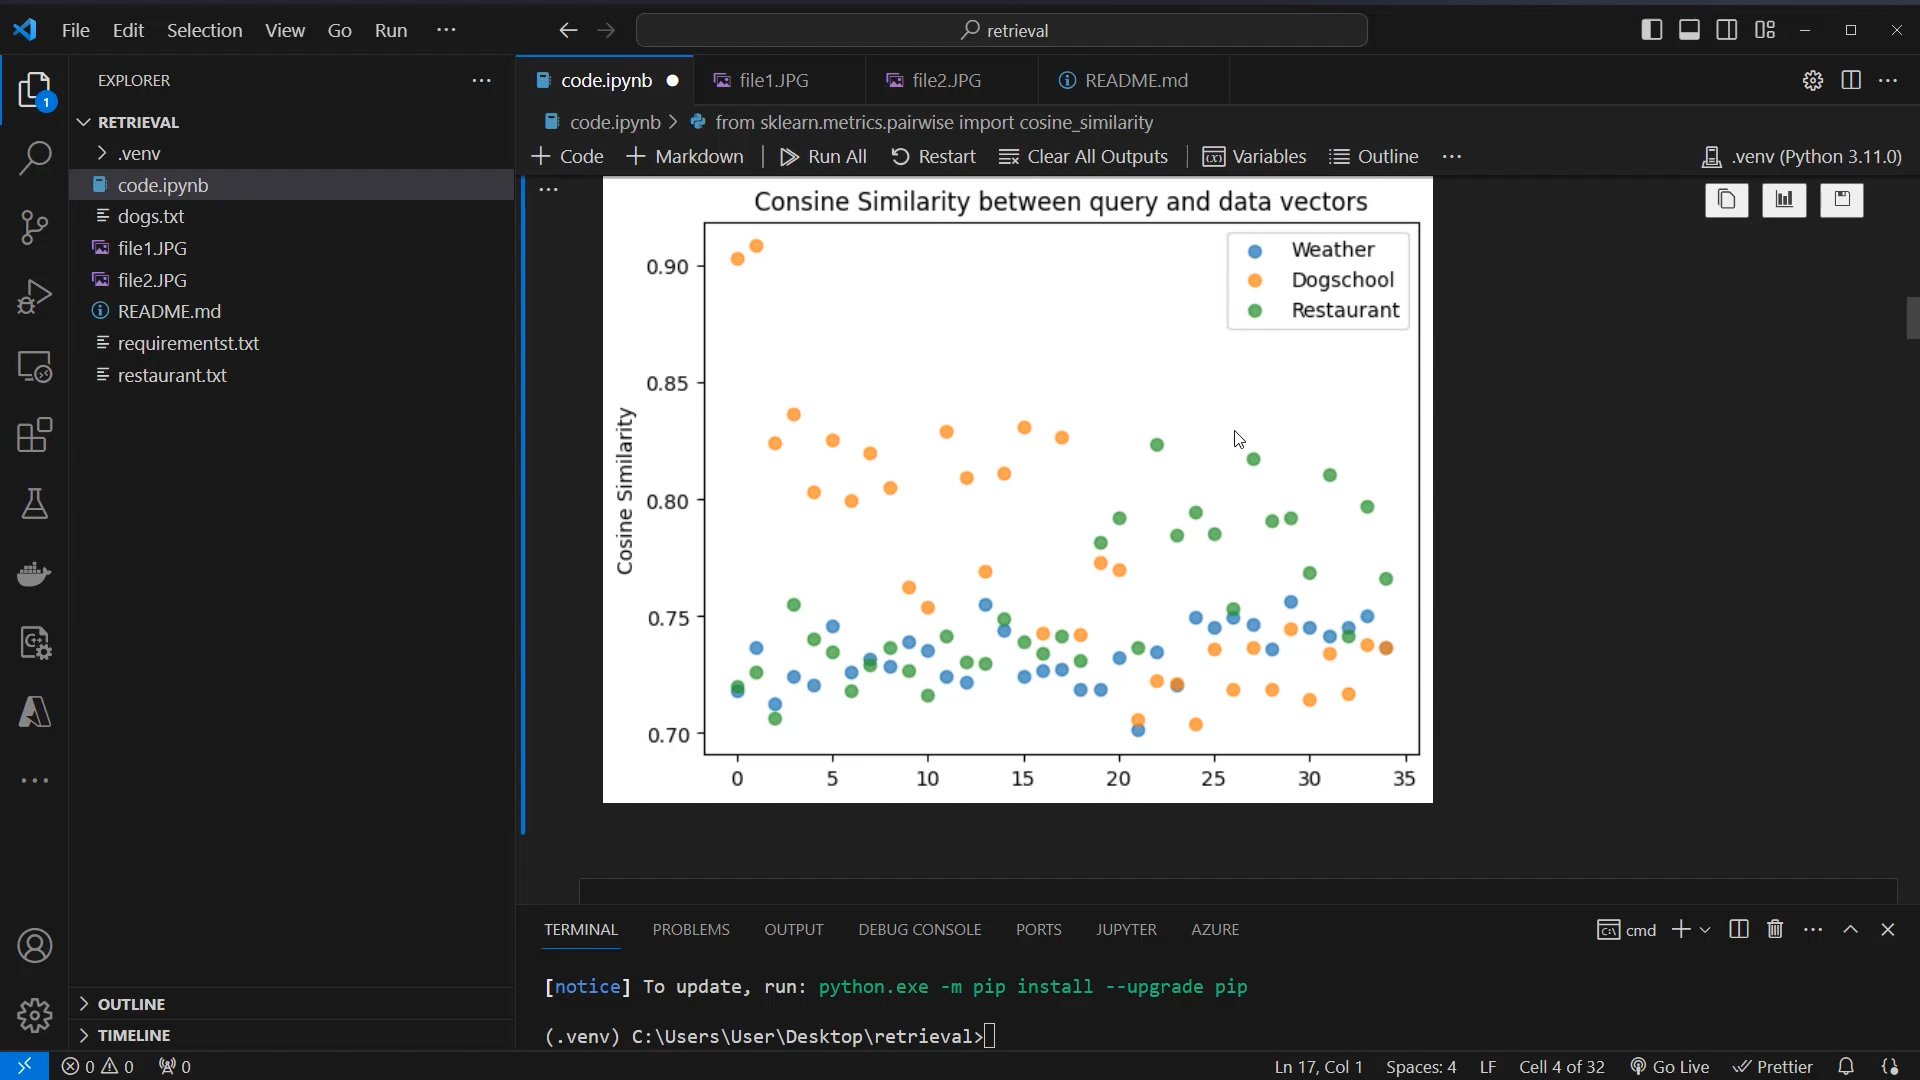 File Edit Selection View Go Run ...
retrieval
EXPLORER ...
code.ipynb
file1.JPG
file2.JPG
README.md
...
1
RETRIEVAL
.venv
code.ipynb
dogs.txt
file1.JPG
file2.JPG
README.md
requirementst.txt
restaurant.txt
OUTLINE
TIMELINE
code.ipynb > from sklearn.metrics.pairwise import cosine_similarity
+ Code + Markdown | Run All Restart Clear All Outputs | Variables Outline ...
.venv (Python 3.11.0)
...
Consine Similarity between query and data vectors
Weather
Dogschool
Restaurant
Cosine Similarity
0.90
0.85
0.80
0.75
0.70
0 5 10 15 20 25 30 35
TERMINAL PROBLEMS OUTPUT DEBUG CONSOLE PORTS JUPYTER AZURE
cmd
[notice] To update, run: python.exe -m pip install --upgrade pip
(.venv) C:\Users\User\Desktop\retrieval>
0 0 0
Ln 17, Col 1 Spaces: 4 LF Cell 4 of 32 Go Live Prettier